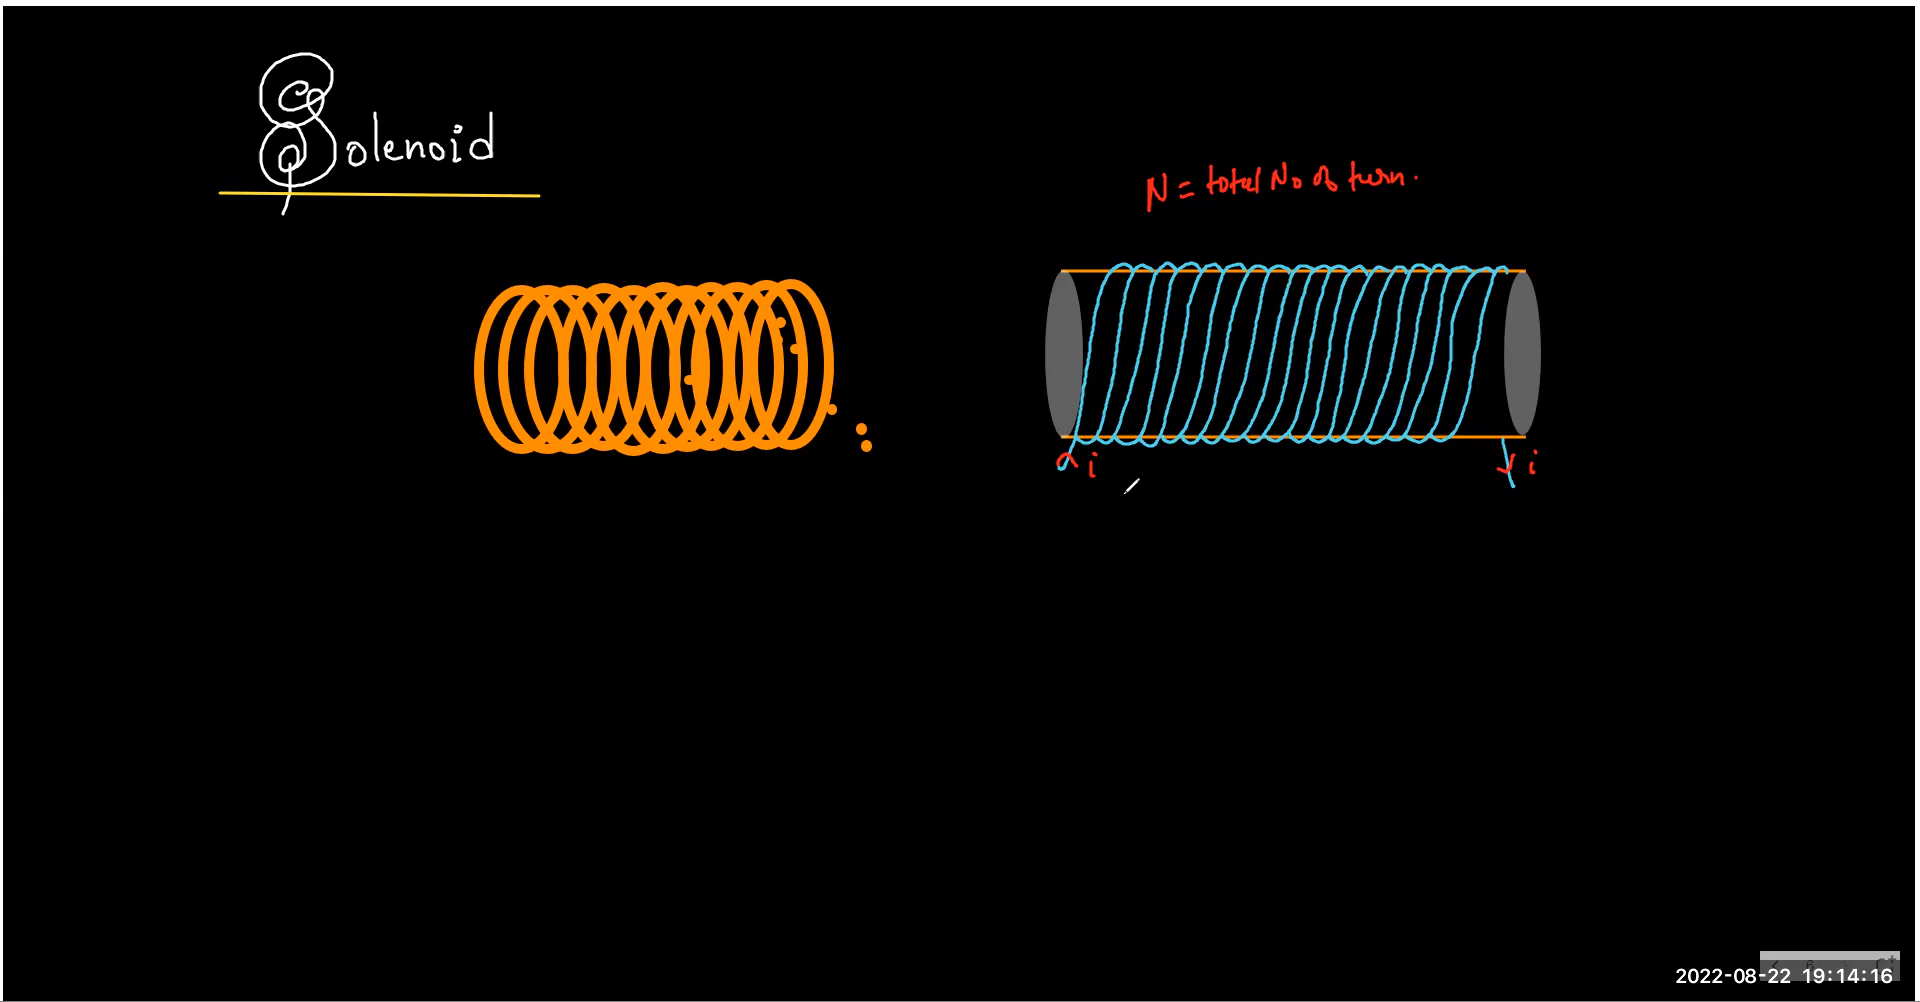 Solenoid
N = total No of turn.
i
i
2022-08-22 19:14:16